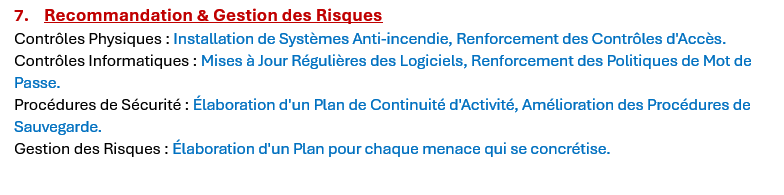 7. Recommandation & Gestion des Risques
Contrôles Physiques : Installation de Systèmes Anti-incendie, Renforcement des Contrôles d'Accès.
Contrôles Informatiques : Mises à Jour Régulières des Logiciels, Renforcement des Politiques de Mot de
Passe.
Procédures de Sécurité : Élaboration d'un Plan de Continuité d'Activité, Amélioration des Procédures de
Sauvegarde.
Gestion des Risques : Élaboration d'un Plan pour chaque menace qui se concrétise.